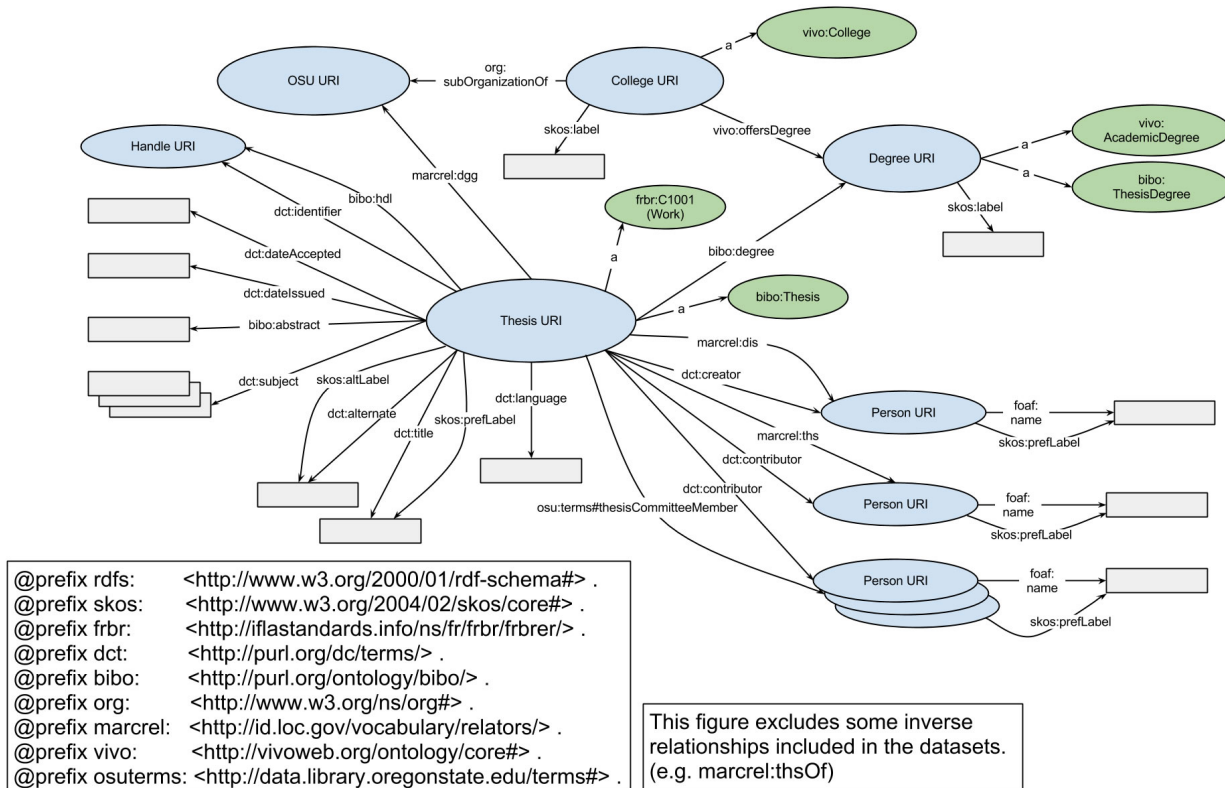 vivo:College
a
OSU URI
org:
subOrganizationOf
College URI
skos:label
vivo:offersDegree
vivo:
AcademicDegree
a
Handle URI
Degree URI
a
bibo:
ThesisDegree
marcrel:dgg
bibo:hdl
dct:identifier
frbr:C1001
(Work)
skos:label
dct:dateAccepted
a
bibo:degree
dct:dateIssued
bibo:Thesis
a
Thesis URI
bibo:abstract
marcrel:dis
dct:subject
skos:altLabel
dct:language
dct:creator
dct:alternate
skos:prefLabel
dct:title
Person URI
foaf:
name
skos:prefLabel
marcrel:ths
dct:contributor
dct:contributor
osu:terms#thesisCommitteeMember
Person URI
foaf:
name
skos:prefLabel
Person URI
foaf:
name
skos:prefLabel
@prefix rdfs: <http://www.w3.org/2000/01/rdf-schema#> .
@prefix skos: <http://www.w3.org/2004/02/skos/core#> .
@prefix frbr: <http://iflastandards.info/ns/fr/frbr/frbrer/> .
@prefix dct: <http://purl.org/dc/terms/> .
@prefix bibo: <http://purl.org/ontology/bibo/> .
@prefix org: <http://www.w3.org/ns/org#> .
@prefix marcrel: <http://id.loc.gov/vocabulary/relators/> .
@prefix vivo: <http://vivoweb.org/ontology/core#> .
@prefix osuterms: <http://data.library.oregonstate.edu/terms#> .
This figure excludes some inverse
relationships included in the datasets.
(e.g. marcrel:thsOf)